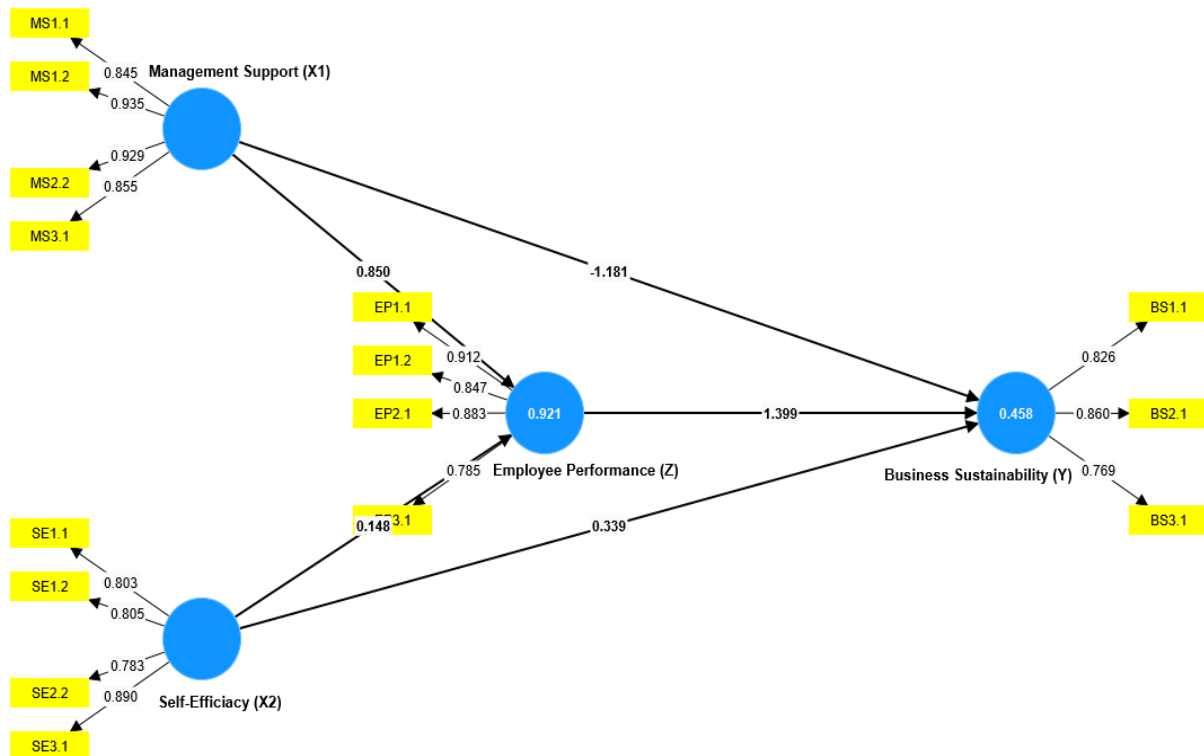 MS1.1
0.845
MS1.2
0.935
Management Support (X1)
0.929
MS2.2
0.855
MS3.1
0.850
-1.181
EP1.1
0.912
EP1.2
0.847
EP2.1
0.883
0.921
1.399
0.458
BS1.1
0.826
0.860
BS2.1
0.769
BS3.1
0.785
Employee Performance (Z)
Business Sustainability (Y)
3.1
0.148
0.339
SE1.1
0.803
SE1.2
0.805
0.783
SE2.2
0.890
Self-Efficiacy (X2)
SE3.1